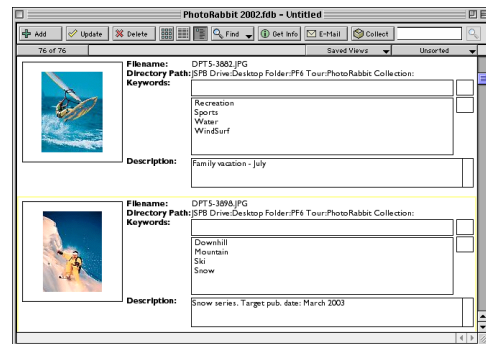 PhotoRabbit 2002.fdb - Untitled
Add Update Delete Find Get Info E-Mail Collect
76 of 76 Saved Views Unsorted
Filename: DPT5-3882.JPG
Directory Path: JSPB Drive:Desktop Folder:PF6 Tour:PhotoRabbit Collection:
Keywords:
Recreation
Sports
Water
WindSurf
Description: Family vacation - July
Filename: DPT5-3898.JPG
Directory Path: JSPB Drive:Desktop Folder:PF6 Tour:PhotoRabbit Collection:
Keywords:
Downhill
Mountain
Ski
Snow
Description: Snow series. Target pub. date: March 2003